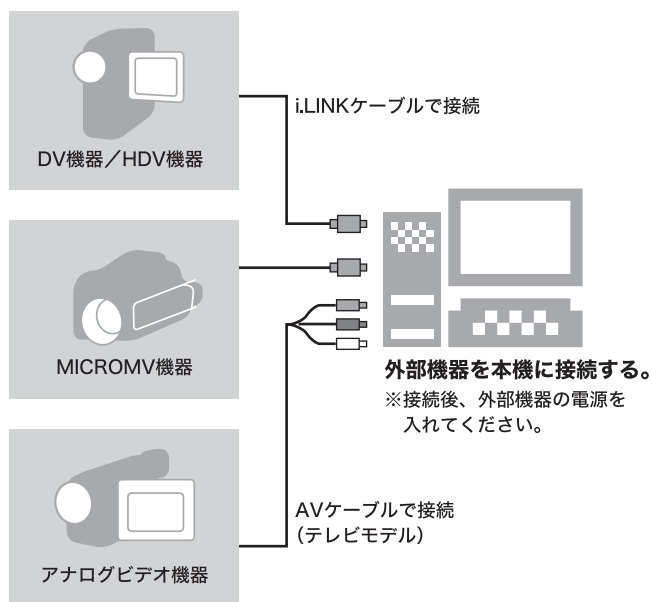 DV機器／HDV機器
i.LINKケーブルで接続
MICROMV機器
外部機器を本機に接続する。
※接続後、外部機器の電源を
入れてください。
アナログビデオ機器
AVケーブルで接続
（テレビモデル）